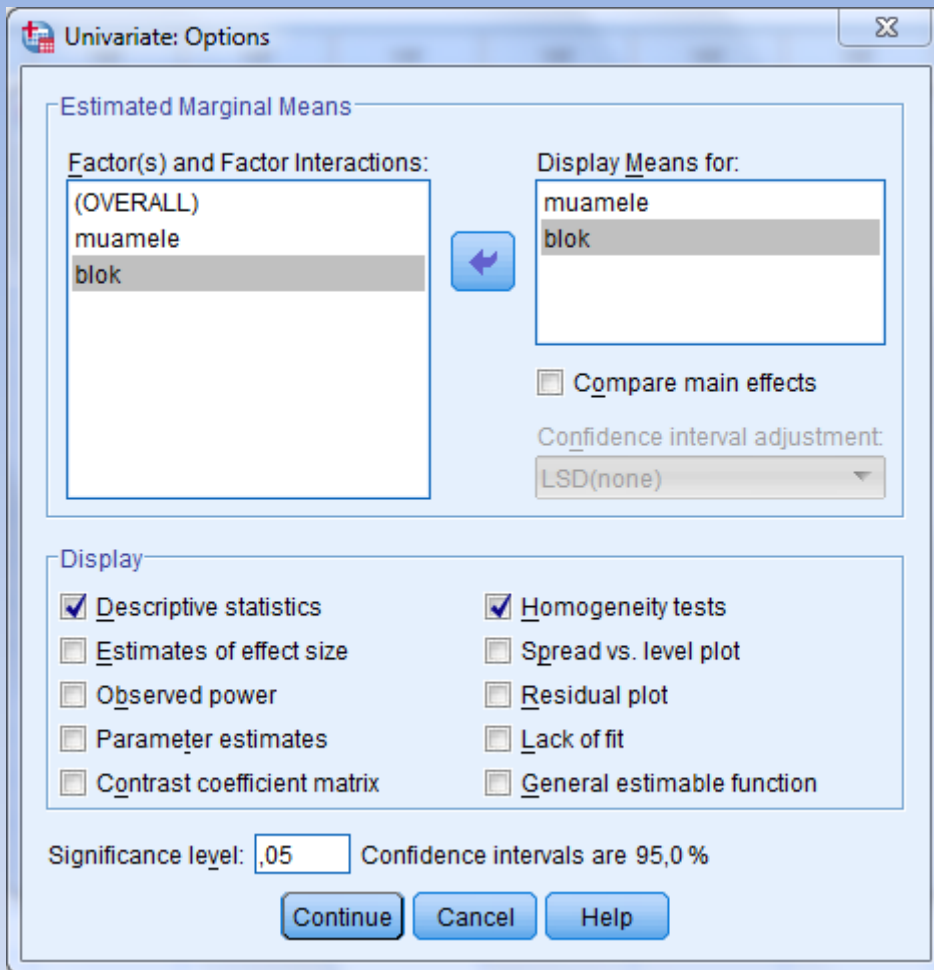 Univariate: Options
Estimated Marginal Means
Factor(s) and Factor Interactions:
(OVERALL)
muamele
blok
Display Means for:
muamele
blok
Compare main effects
Confidence interval adjustment:
LSD(none)
Display
Descriptive statistics
Homogeneity tests
Estimates of effect size
Spread vs. level plot
Observed power
Residual plot
Parameter estimates
Lack of fit
Contrast coefficient matrix
General estimable function
Significance level: ,05 Confidence intervals are 95,0 %
Continue Cancel Help